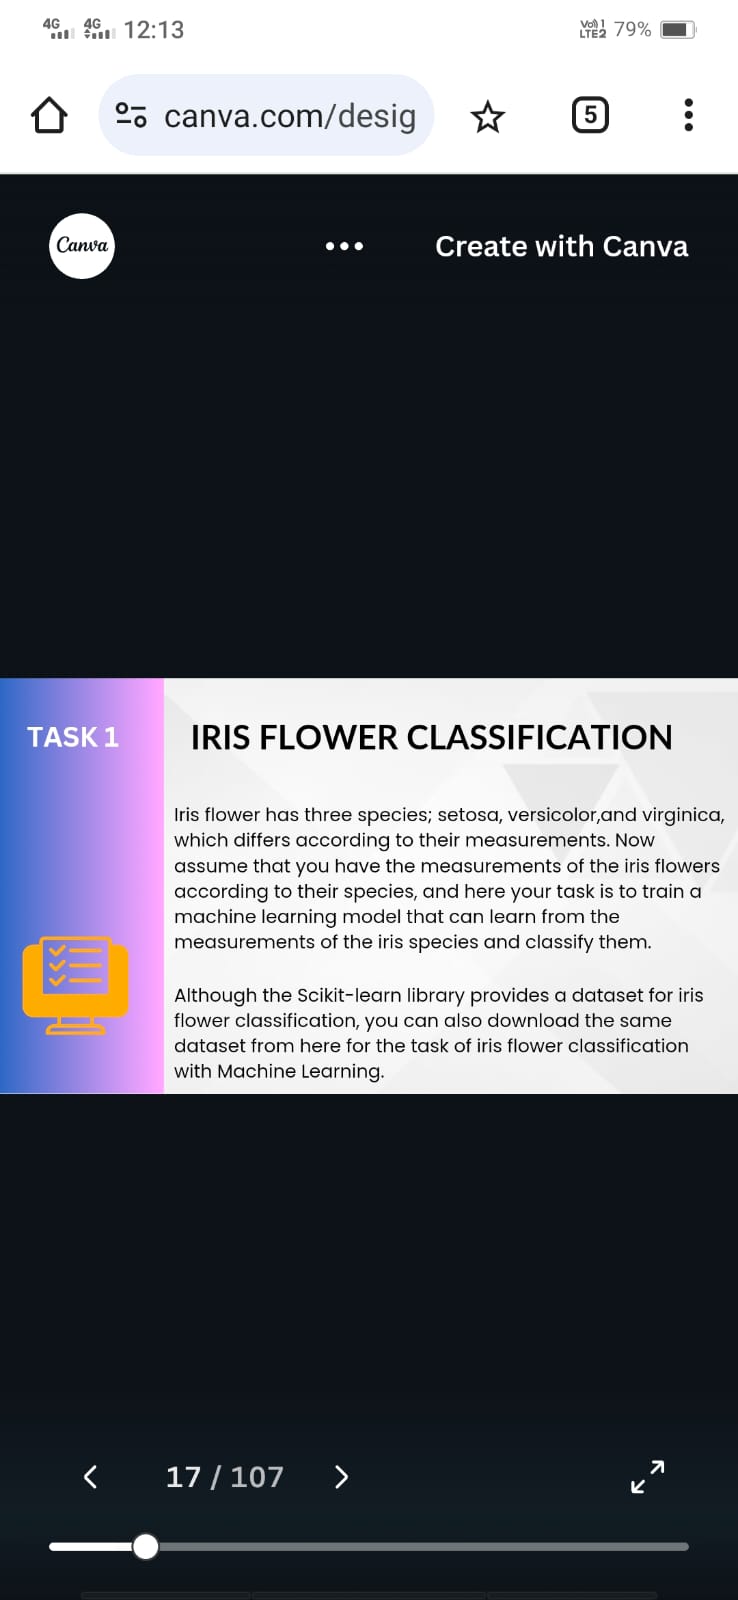 4G 4G 12:13 Vo)) 1 LTE2 79%
canva.com/desig 5
Canva ••• Create with Canva
TASK 1
IRIS FLOWER CLASSIFICATION
Iris flower has three species; setosa, versicolor,and virginica,
which differs according to their measurements. Now
assume that you have the measurements of the iris flowers
according to their species, and here your task is to train a
machine learning model that can learn from the
measurements of the iris species and classify them.
Although the Scikit-learn library provides a dataset for iris
flower classification, you can also download the same
dataset from here for the task of iris flower classification
with Machine Learning.
17 / 107